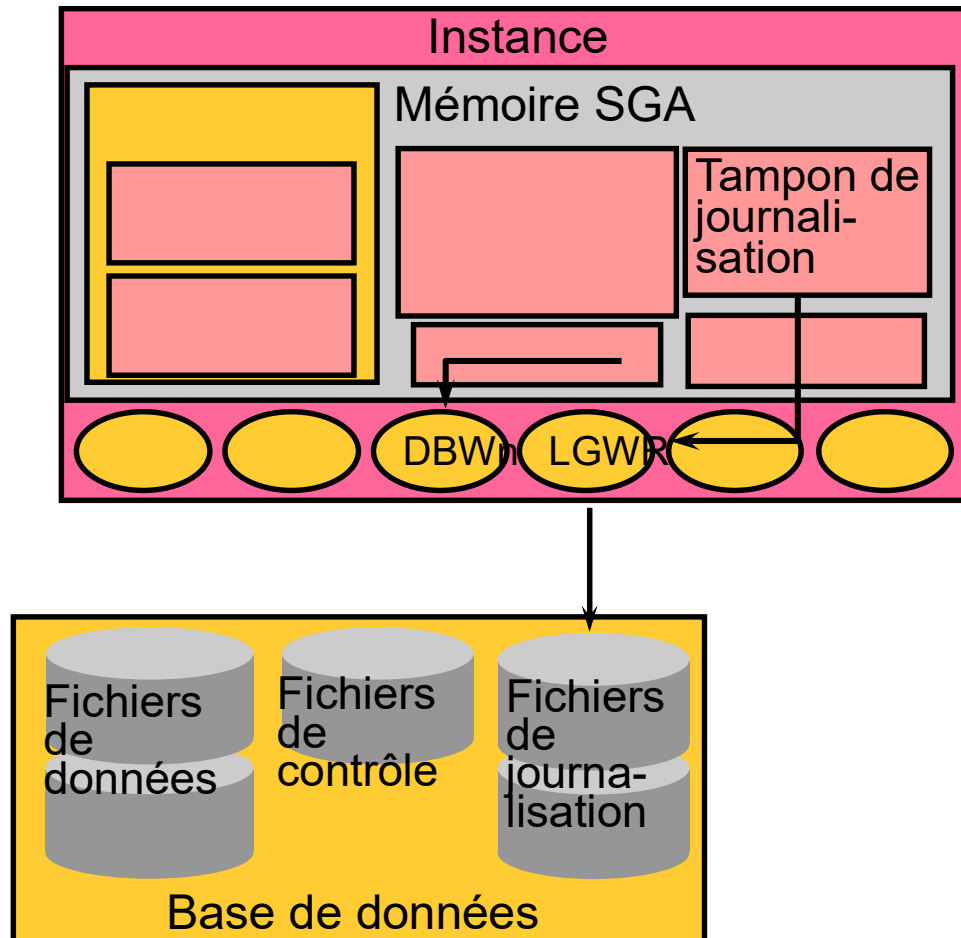 Instance
Mémoire SGA
Tampon de
journali-
sation
DBWn
LGWR
Fichiers
de
données
Fichiers
de
contrôle
Fichiers
de
journa-
lisation
Base de données